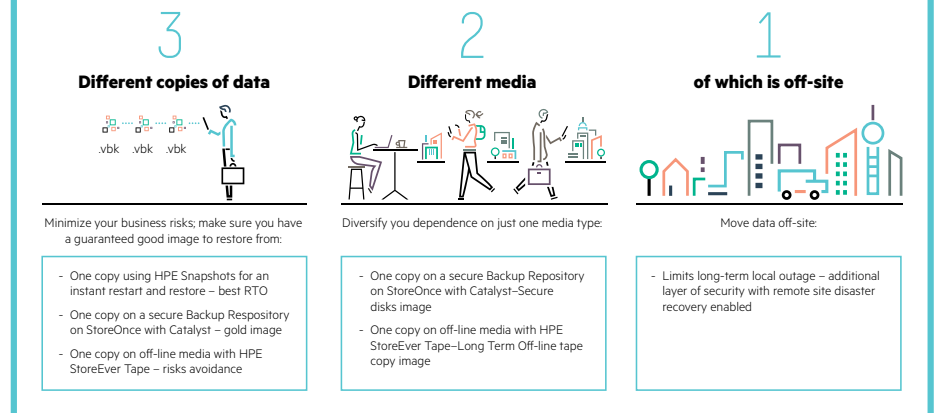 3
Different copies of data
.vbk .vbk .vbk
Minimize your business risks; make sure you have
a guaranteed good image to restore from:
- One copy using HPE Snapshots for an
instant restart and restore – best RTO
- One copy on a secure Backup Respository
on StoreOnce with Catalyst – gold image
- One copy on off-line media with HPE
StoreEver Tape – risks avoidance
2
Different media
Diversify you dependence on just one media type:
- One copy on a secure Backup Repository
on StoreOnce with Catalyst–Secure
disks image
- One copy on off-line media with HPE
StoreEver Tape–Long Term Off-line tape
copy image
1
of which is off-site
Move data off-site:
- Limits long-term local outage – additional
layer of security with remote site disaster
recovery enabled